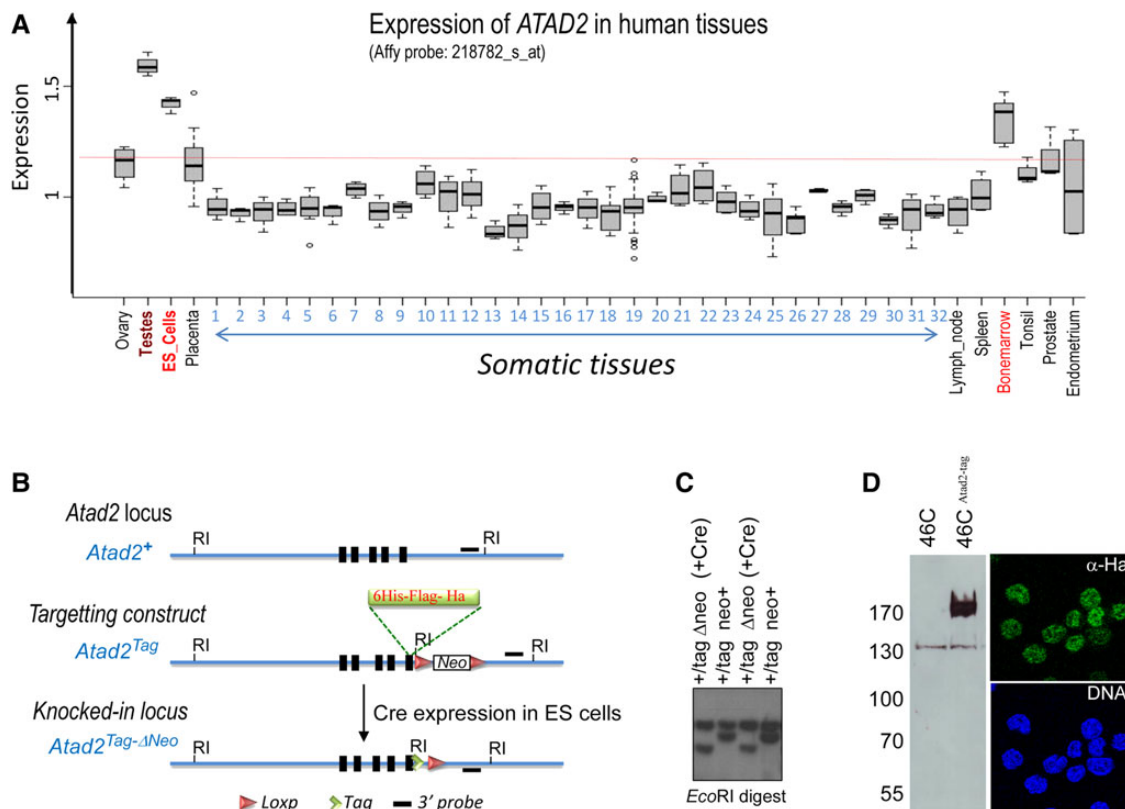 A
Expression of ATAD2 in human tissues
(Affy probe: 218782_s_at)
Expression
1.5
1
Ovary
Testes
ES_Cells
Placenta
1 2 3 4 5 6 7 8 9 10 11 12 13 14 15 16 17 18 19 20 21 22 23 24 25 26 27 28 29 30 31 32
Lymph_node
Spleen
Bonemarrow
Tonsil
Prostate
Endometrium
Somatic tissues
B
Atad2 locus
Atad2+
RI
RI
6His-Flag- Ha
Targetting construct
Atad2Tag
RI
RI
RI
Neo
Cre expression in ES cells
Knocked-in locus
Atad2Tag-ΔNeo
RI
RI
RI
Loxp
Tag
3' probe
C
+/tag Δneo (+Cre)
+/tag neo+
+/tag Δneo (+Cre)
+/tag neo+
EcoRI digest
D
46C
46C Atad2-tag
170
130
100
70
55
α-Ha
DNA